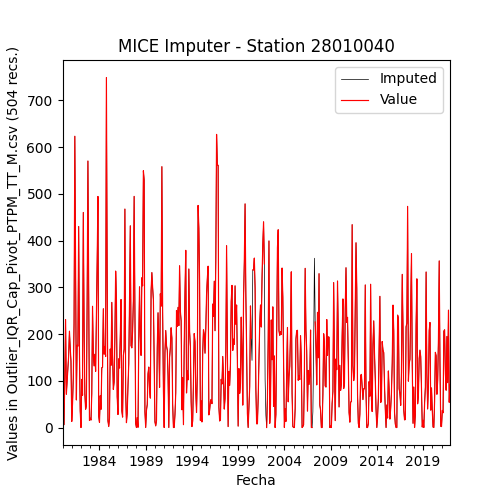 MICE Imputer - Station 28010040
Imputed
Value
Values in Outlier_IQR_Cap_Pivot_PTPM_TT_M.csv (504 recs.)
700
600
500
400
300
200
100
0
1984 1989 1994 1999 2004 2009 2014 2019
Fecha